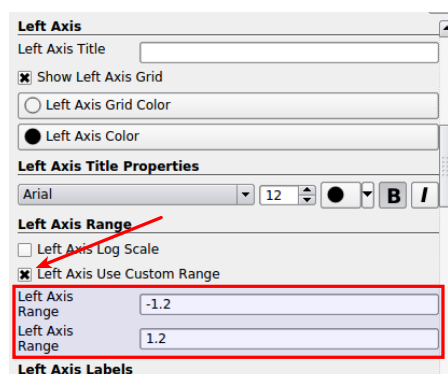 Left Axis
Left Axis Title
Show Left Axis Grid
Left Axis Grid Color
Left Axis Color
Left Axis Title Properties
Arial 12 B I
Left Axis Range
Left Axis Log Scale
Left Axis Use Custom Range
Left Axis
Range
-1.2
Left Axis
Range
1.2
Left Axis Labels